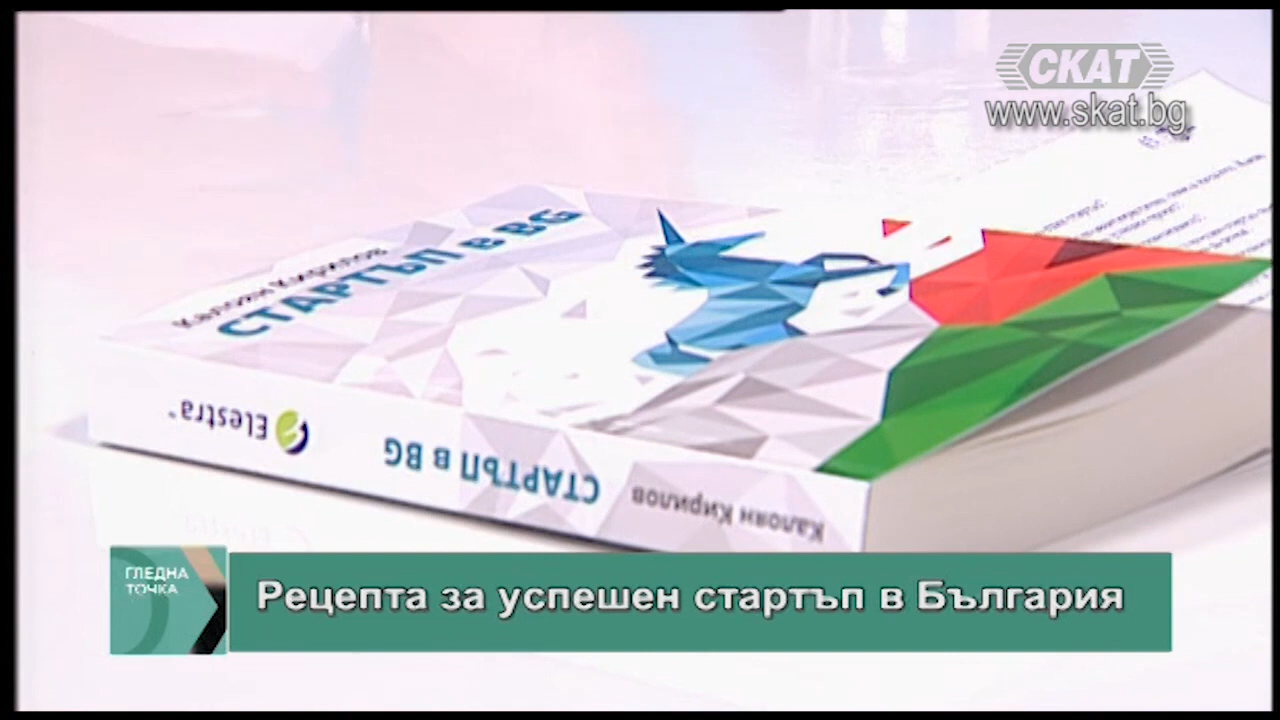 СКАТ
www.skat.bg
Калоян Кирилов
СТАРТЪП в BG
Elestra™
СТАРТЪП в BG
Калоян Кирилов
ГЛЕДНА
ТОЧКА
Рецепта за успешен стартъп в България